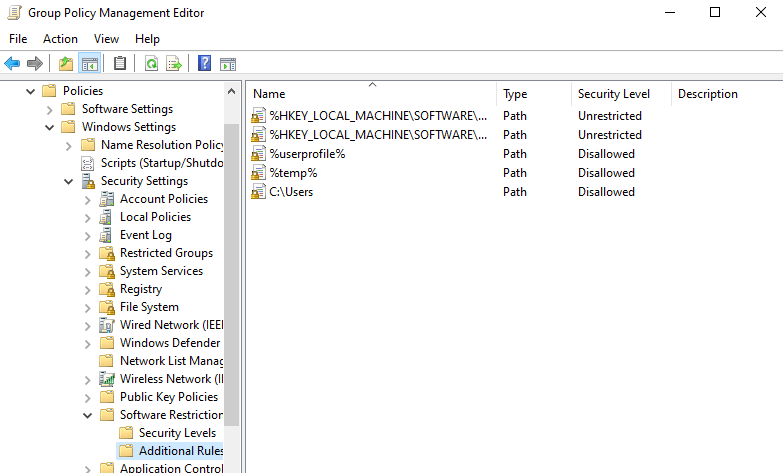 Group Policy Management Editor
File Action View Help
Policies
Software Settings
Windows Settings
Name Resolution Policy
Scripts (Startup/Shutdo
Security Settings
Account Policies
Local Policies
Event Log
Restricted Groups
System Services
Registry
File System
Wired Network (IEEE
Windows Defender
Network List Manag
Wireless Network (IE
Public Key Policies
Software Restriction
Security Levels
Additional Rules
Application Control
Name Type Security Level Description
%HKEY_LOCAL_MACHINE\SOFTWARE\... Path Unrestricted
%HKEY_LOCAL_MACHINE\SOFTWARE\... Path Unrestricted
%userprofile% Path Disallowed
%temp% Path Disallowed
C:\Users Path Disallowed